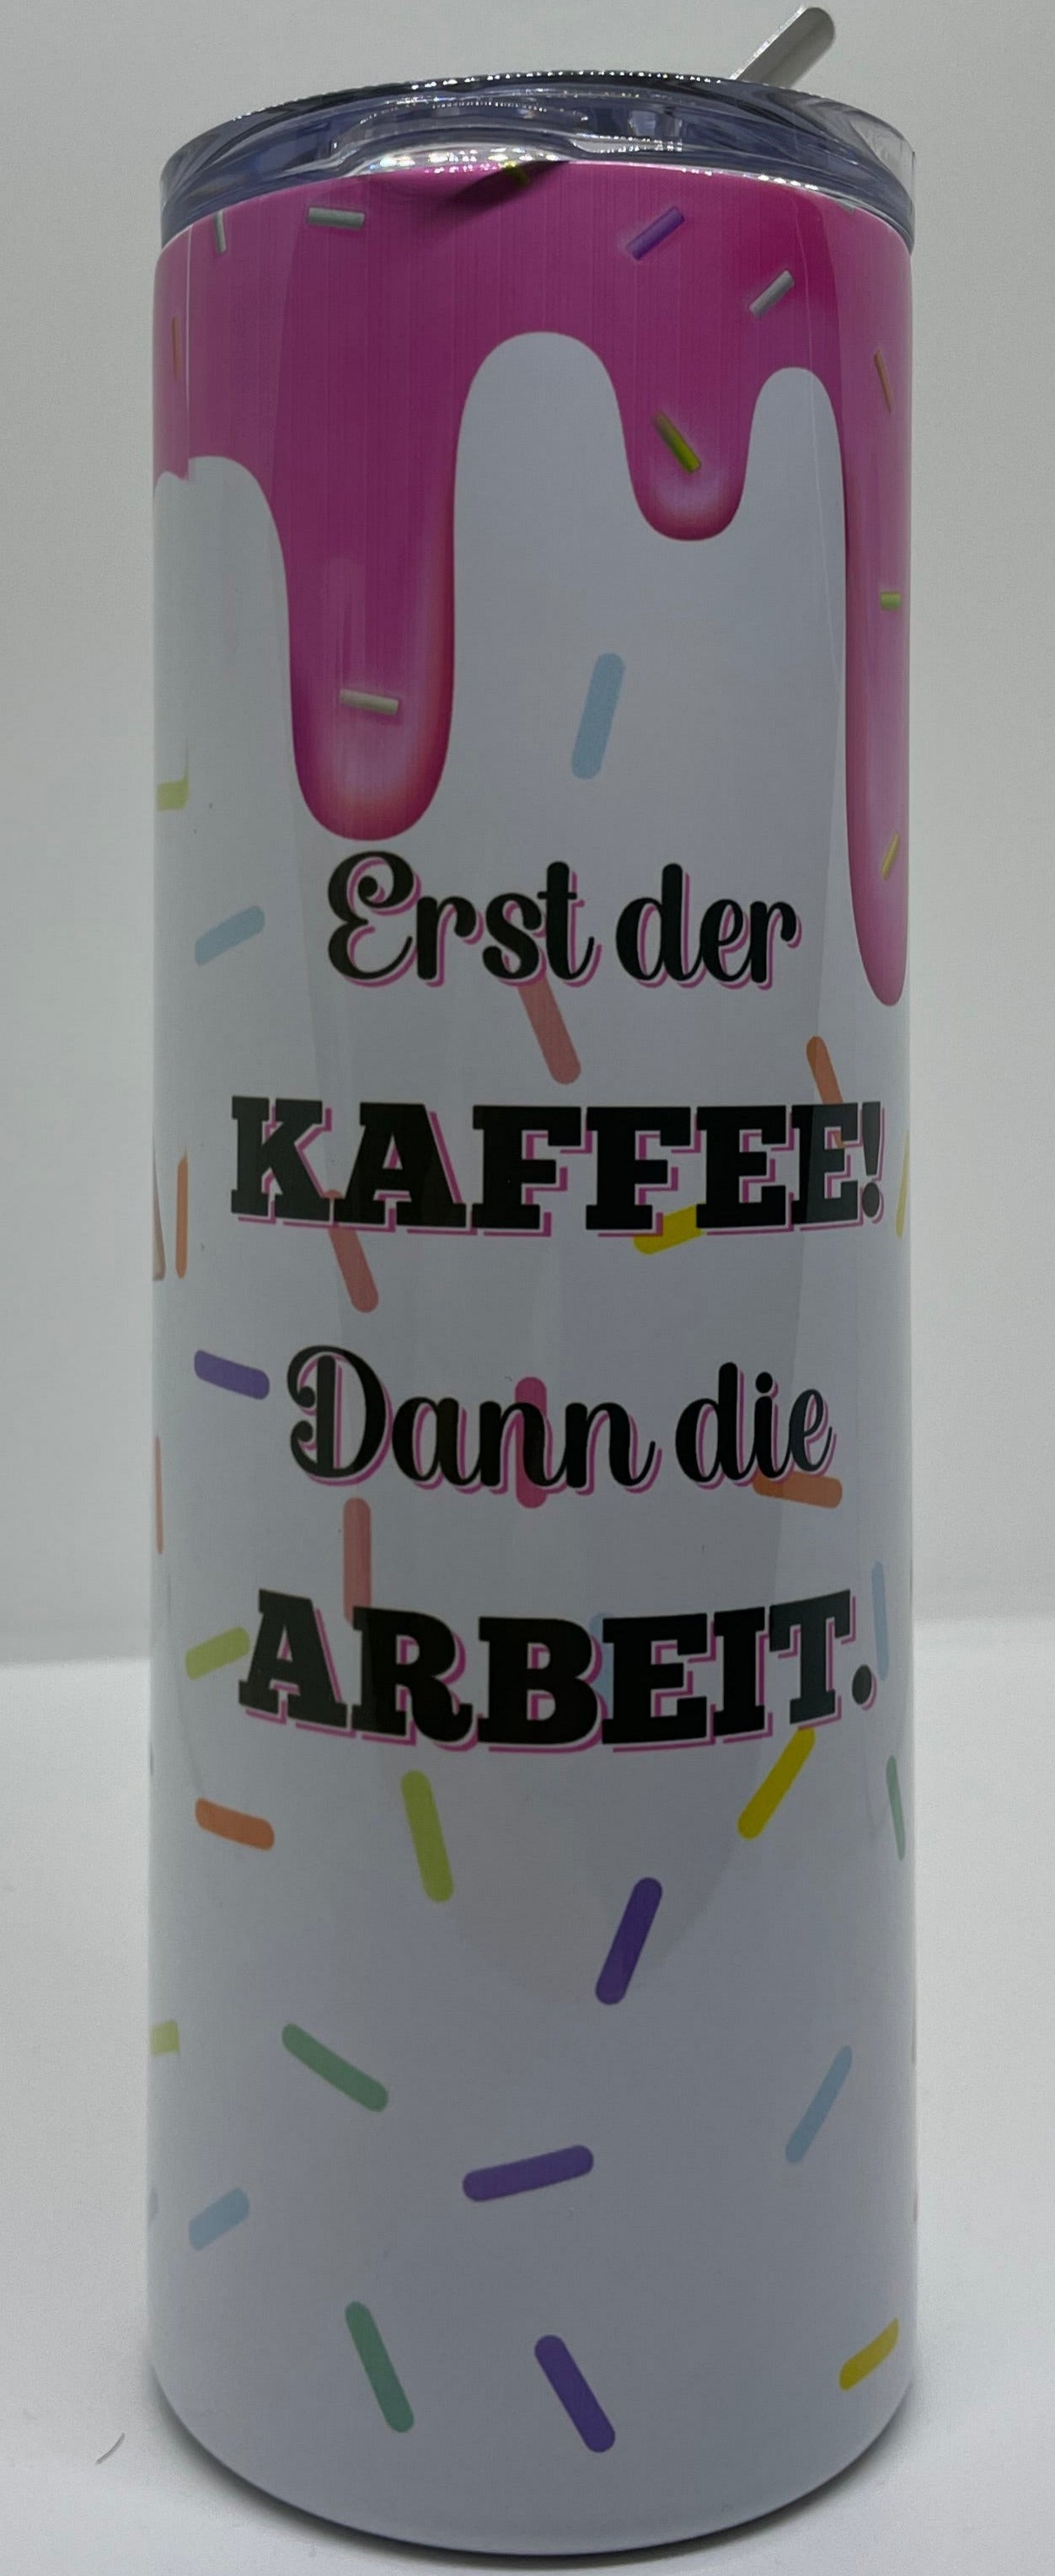 Erst der
KAFFEE!
Dann die
ARBEIT.